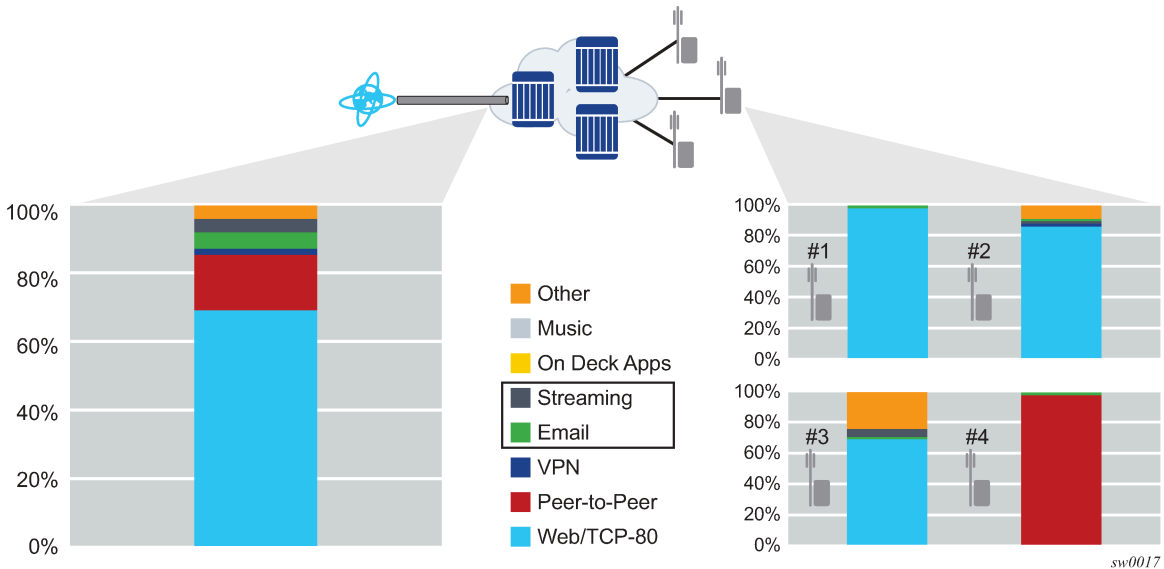 100%
80%
60%
40%
20%
0%
Other
Music
On Deck Apps
Streaming
Email
VPN
Peer-to-Peer
Web/TCP-80
100%
80%
60%
40%
20%
0%
#1
#2
100%
80%
60%
40%
20%
0%
#3
#4
sw0017